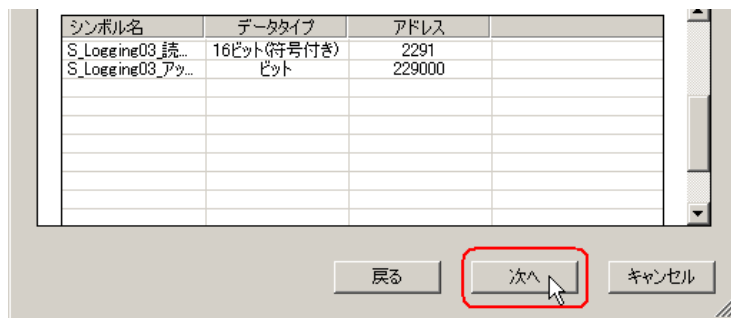 シンボル名 データタイプ アドレス
S_Logging03_読... 16ビット(符号付き) 2291
S_Logging03_アッ... ビット 229000
戻る 次へ キャンセル